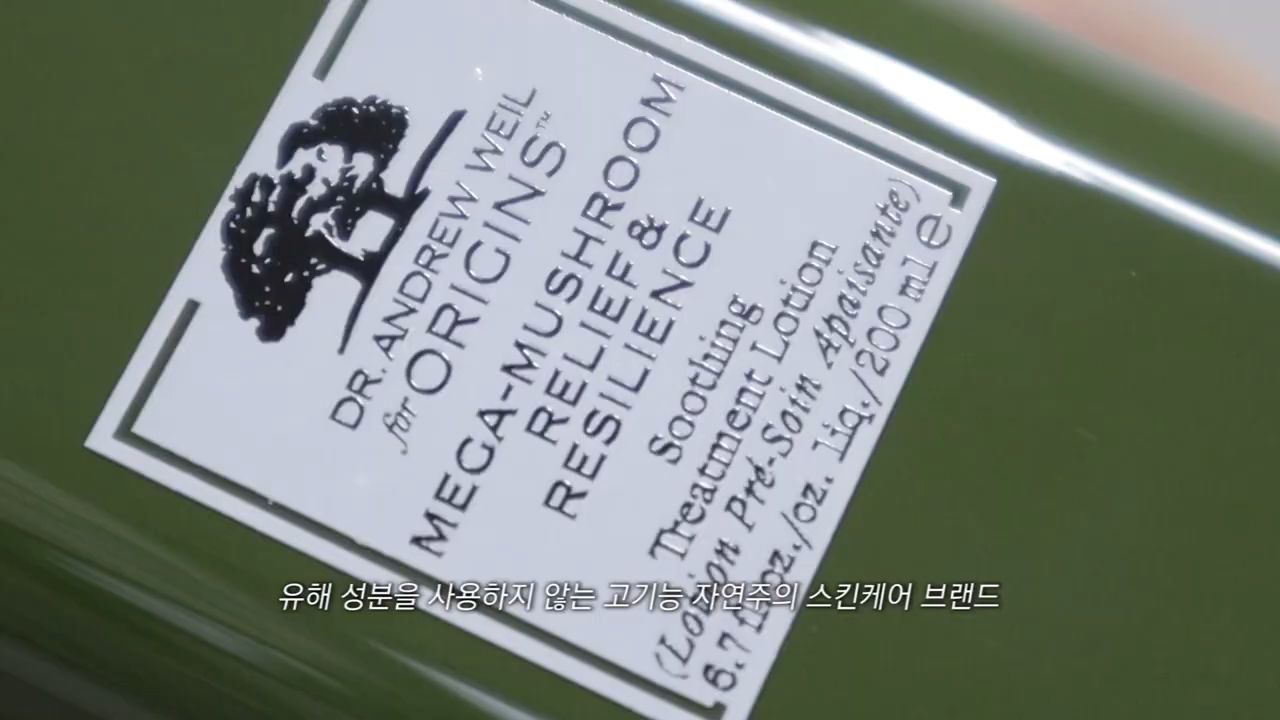 DR. ANDREW WEIL
for ORIGINS™
MEGA-MUSHROOM
RELIEF &
RESILIENCE
Soothing
Treatment Lotion
(Lotion Pré-Soin Apaisante)
6.7 fl. oz./oz. liq./200 ml e
유해 성분을 사용하지 않는 고기능 자연주의 스킨케어 브랜드